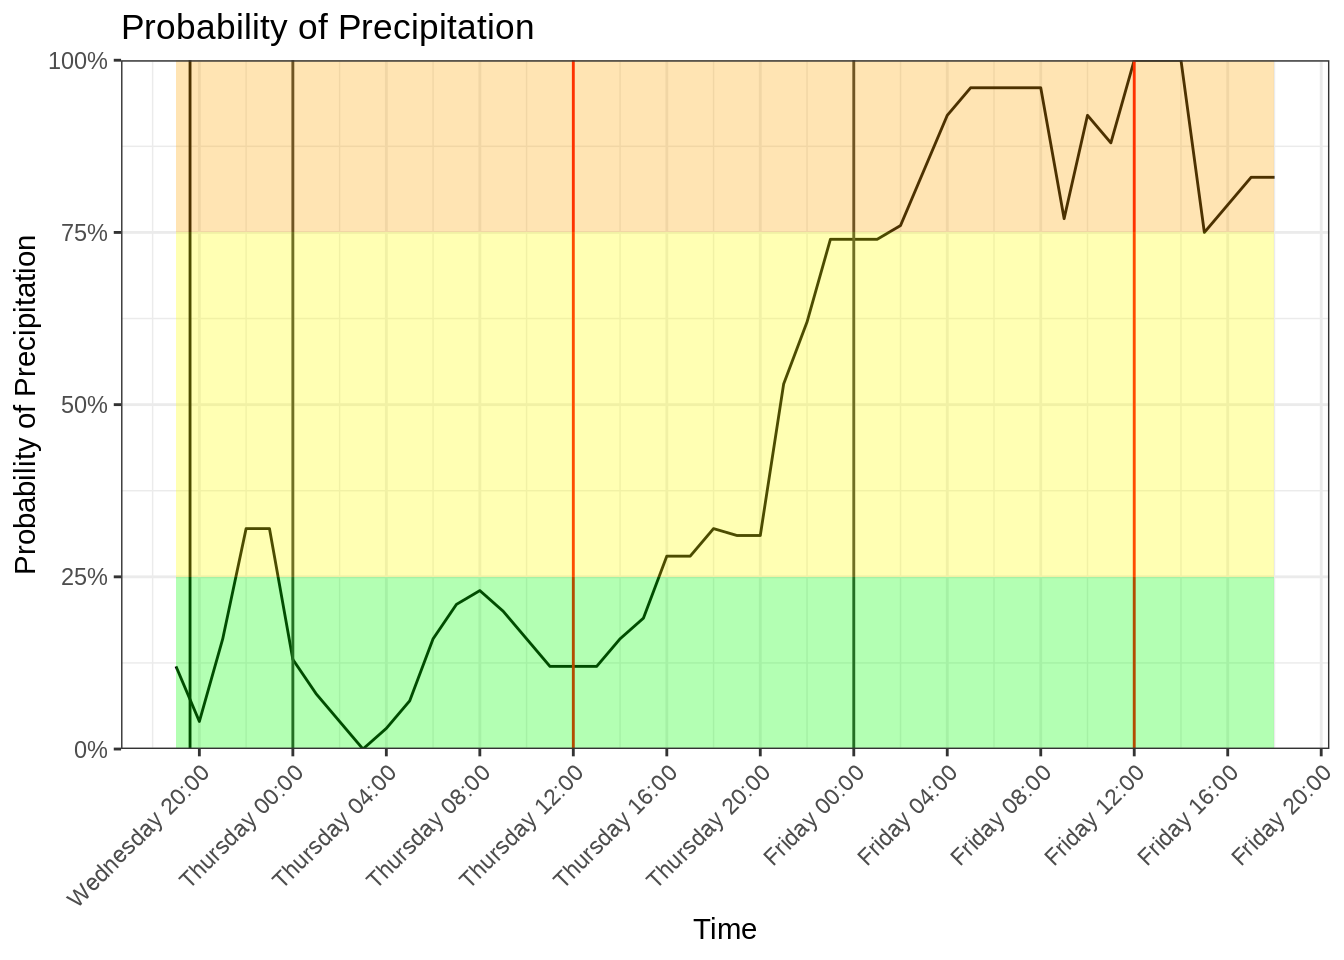 Probability of Precipitation
Probability of Precipitation
100%
75%
50%
25%
0%
Wednesday 20:00
Thursday 00:00
Thursday 04:00
Thursday 08:00
Thursday 12:00
Thursday 16:00
Thursday 20:00
Friday 00:00
Friday 04:00
Friday 08:00
Friday 12:00
Friday 16:00
Friday 20:00
Time